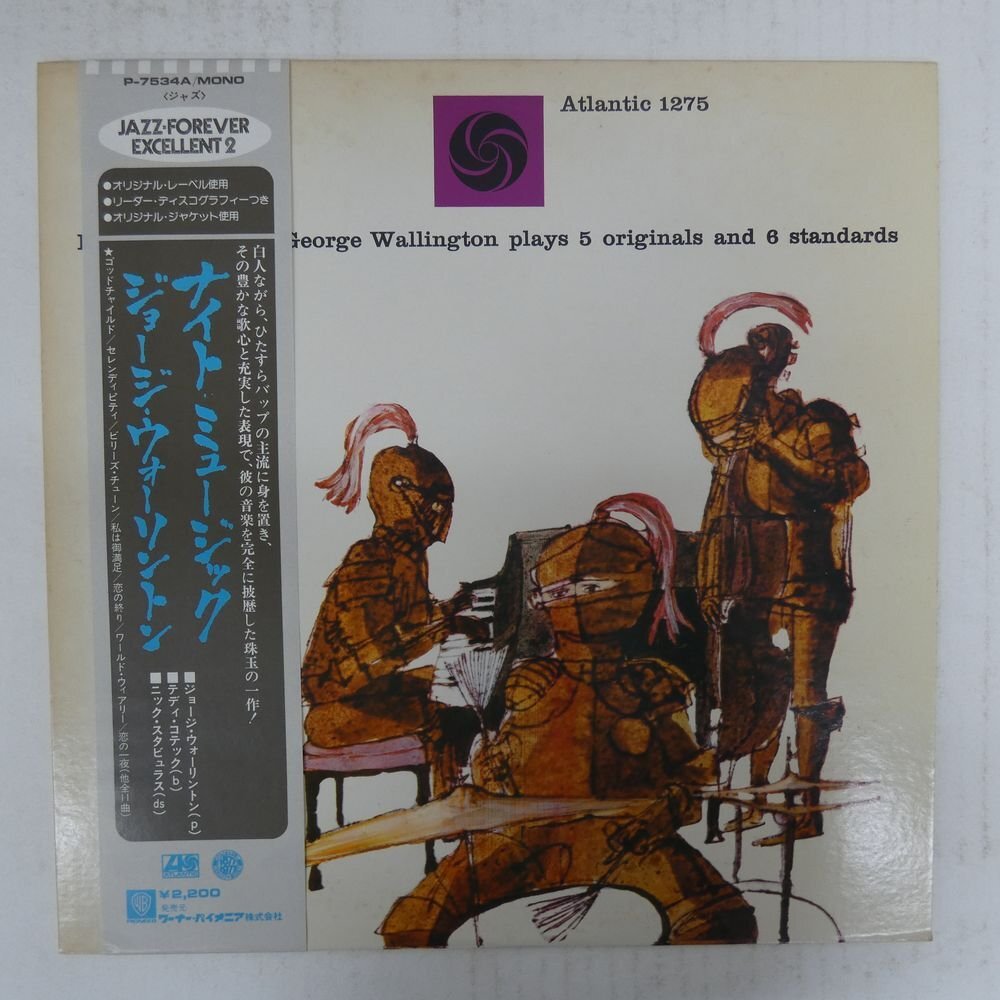 P-7534A/MONO
〈ジャズ〉
JAZZ-FOREVER
EXCELLENT 2
●オリジナル・レーベル使用
●リーダー・ディスコグラフィーつき
●オリジナル・ジャケット使用
白人ながら、ひたすらバップの主流に身を置き、
その豊かな歌心と充実した表現で、彼の音楽を完全に披歴した珠玉の一作!
ナイト・ミュージック
ジョージ・ウォーリントン
★ゴッドチャイルド/セレンディピティ/ビリーズ・チューン/私は御満足/恋の終り/ワールド・ウィアリー/恋の一夜(他全11曲)
■ジョージ・ウォーリントン(p)
■テディ・コテック(b)
■ニック・スタビュラス(ds)
ATLANTIC
¥2,200
発売元
ワーナー・パイオニア株式会社
Atlantic 1275
George Wallington plays 5 originals and 6 standards